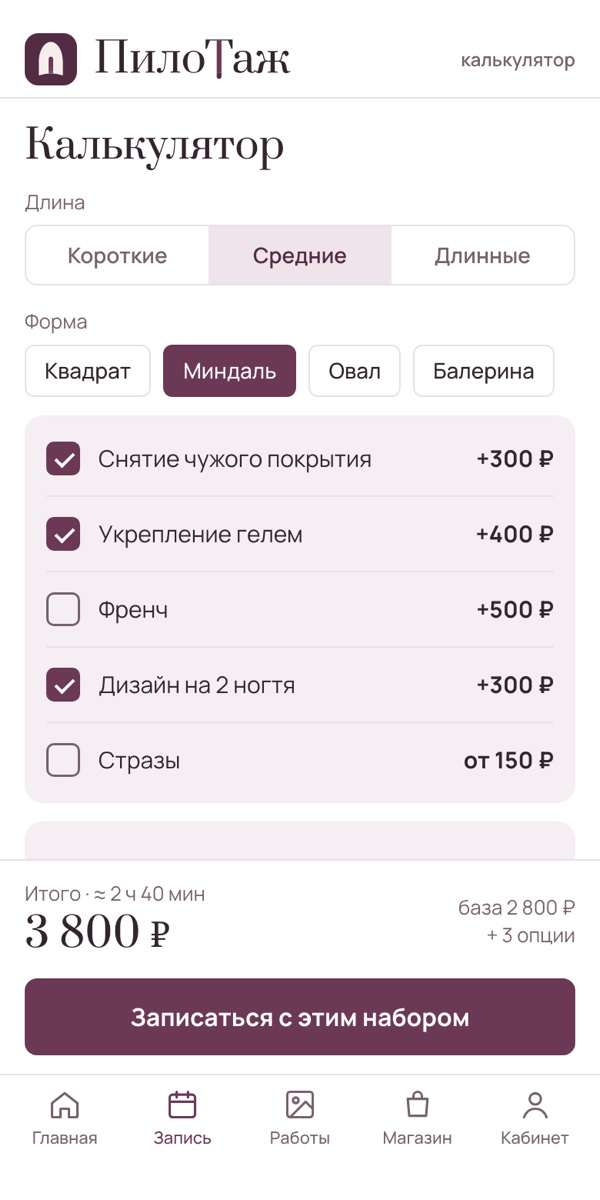 ПилоТаж
калькулятор
Калькулятор
Длина
Короткие Средние Длинные
Форма
Квадрат Миндаль Овал Балерина
Снятие чужого покрытия +300 ₽
Укрепление гелем +400 ₽
Френч +500 ₽
Дизайн на 2 ногтя +300 ₽
Стразы от 150 ₽
Итого · ≈ 2 ч 40 мин
3 800 ₽
база 2 800 ₽
+ 3 опции
Записаться с этим набором
Главная Запись Работы Магазин Кабинет